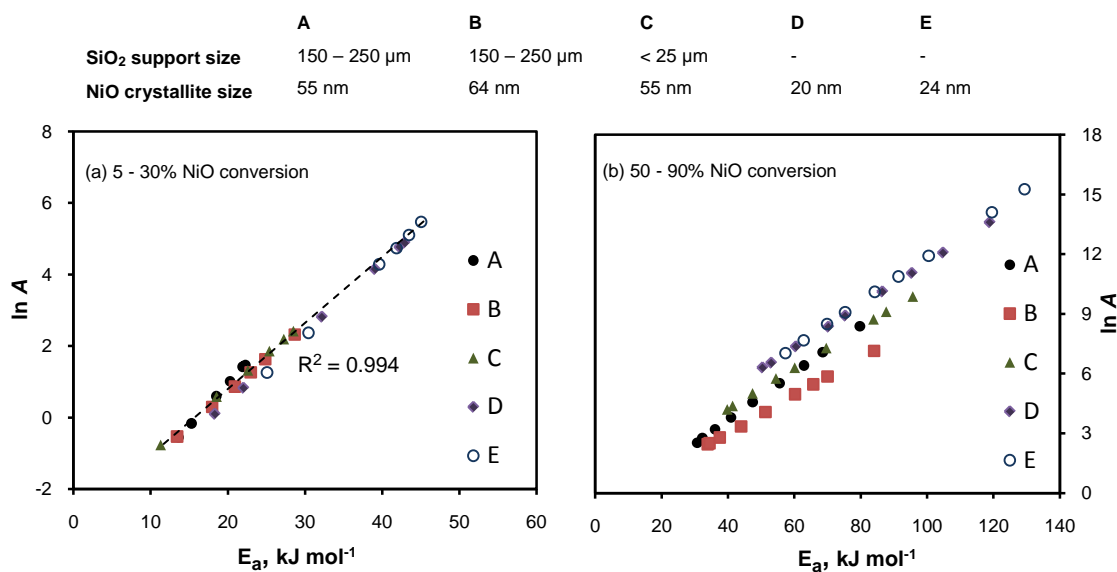 A B C D E
SiO₂ support size 150 – 250 µm 150 – 250 µm < 25 µm - -
NiO crystallite size 55 nm 64 nm 55 nm 20 nm 24 nm
(a) 5 - 30% NiO conversion
8
6
4
2
0
-2
ln A
A
B
C
D
E
R² = 0.994
0 10 20 30 40 50 60
Eₐ, kJ mol⁻¹
(b) 50 - 90% NiO conversion
18
15
12
9
6
3
0
ln A
A
B
C
D
E
0 20 40 60 80 100 120 140
Eₐ, kJ mol⁻¹